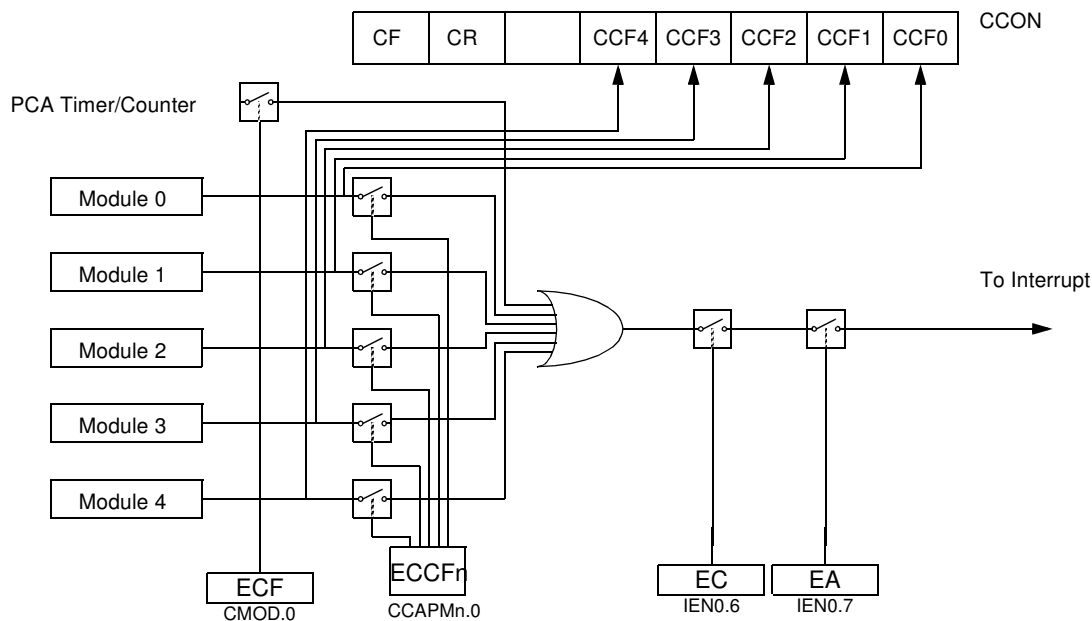 CF CR CCF4 CCF3 CCF2 CCF1 CCF0 CCON
PCA Timer/Counter
Module 0
Module 1
To Interrupt
Module 2
Module 3
Module 4
ECCFn
ECF
EC
EA
CMOD.0
CCAPMn.0
IEN0.6
IEN0.7